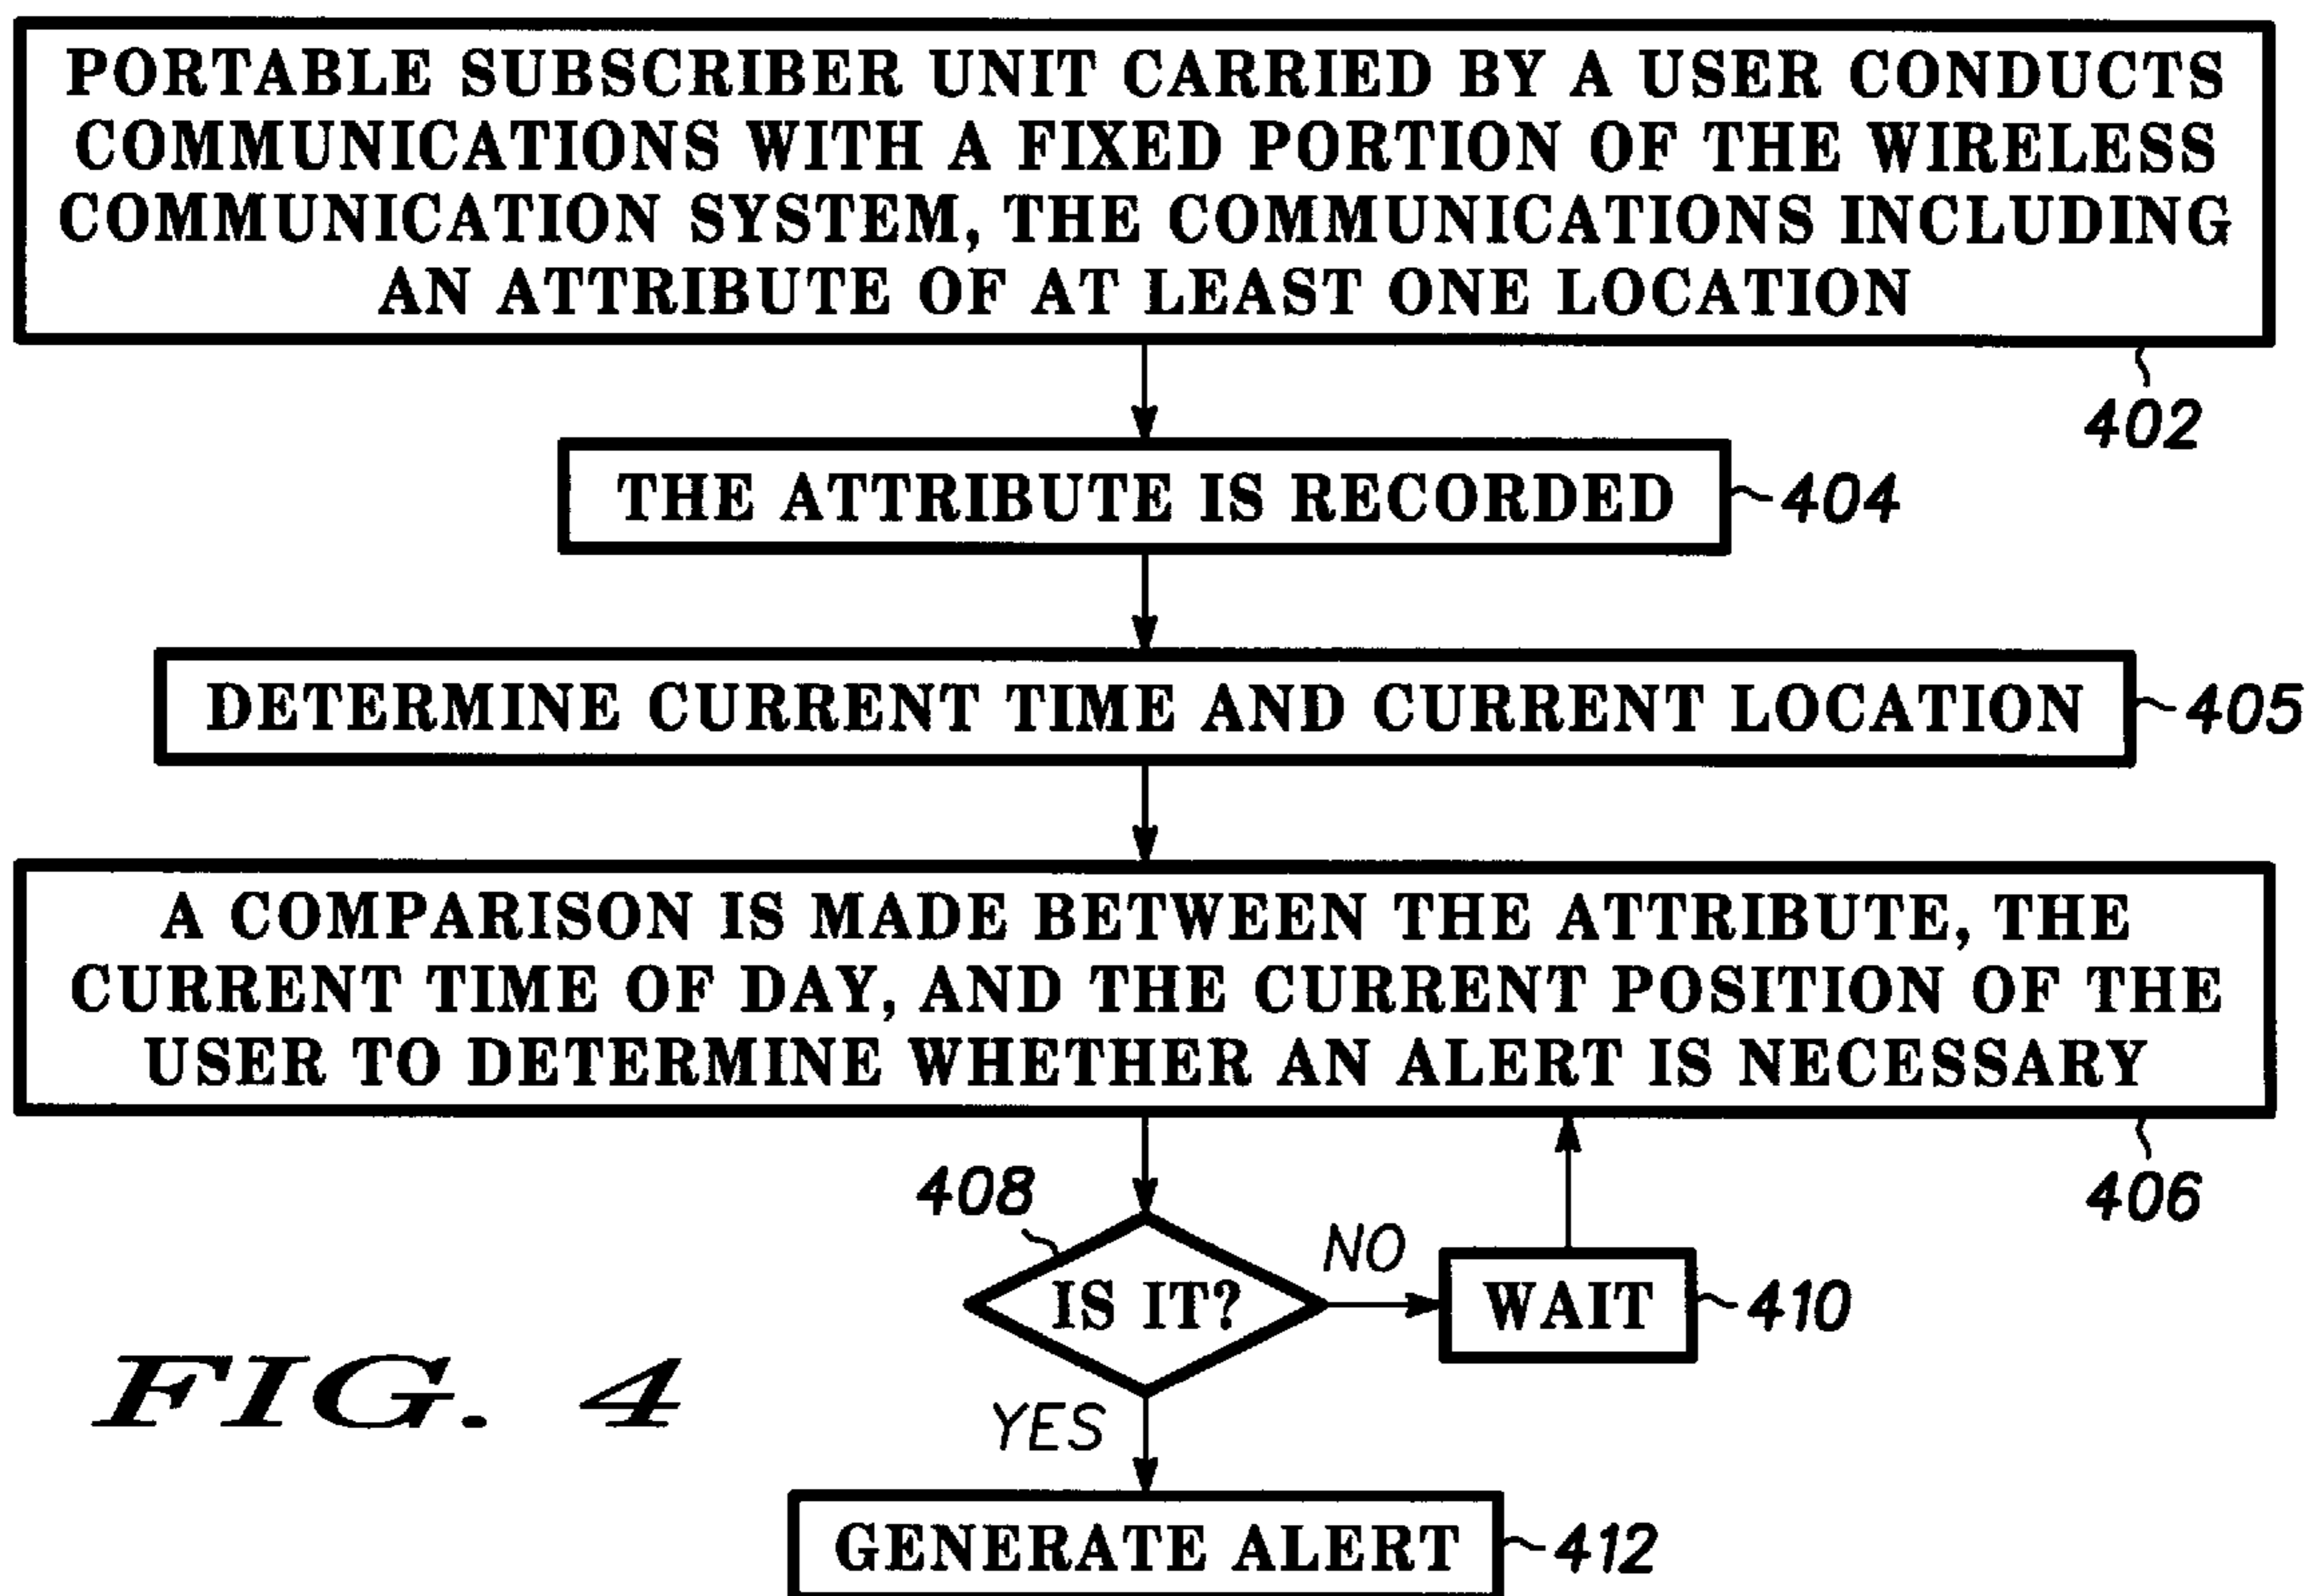 PORTABLE SUBSCRIBER UNIT CARRIED BY A USER CONDUCTS
COMMUNICATIONS WITH A FIXED PORTION OF THE WIRELESS
COMMUNICATION SYSTEM, THE COMMUNICATIONS INCLUDING
AN ATTRIBUTE OF AT LEAST ONE LOCATION
402
THE ATTRIBUTE IS RECORDED
404
DETERMINE CURRENT TIME AND CURRENT LOCATION
405
A COMPARISON IS MADE BETWEEN THE ATTRIBUTE, THE
CURRENT TIME OF DAY, AND THE CURRENT POSITION OF THE
USER TO DETERMINE WHETHER AN ALERT IS NECESSARY
406
408
IS IT?
NO
WAIT
410
YES
GENERATE ALERT
412
FIG. 4